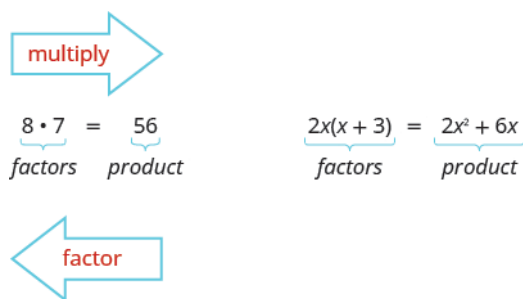 multiply
8 • 7 = 56 2x(x + 3) = 2x² + 6x
factors product factors product
factor